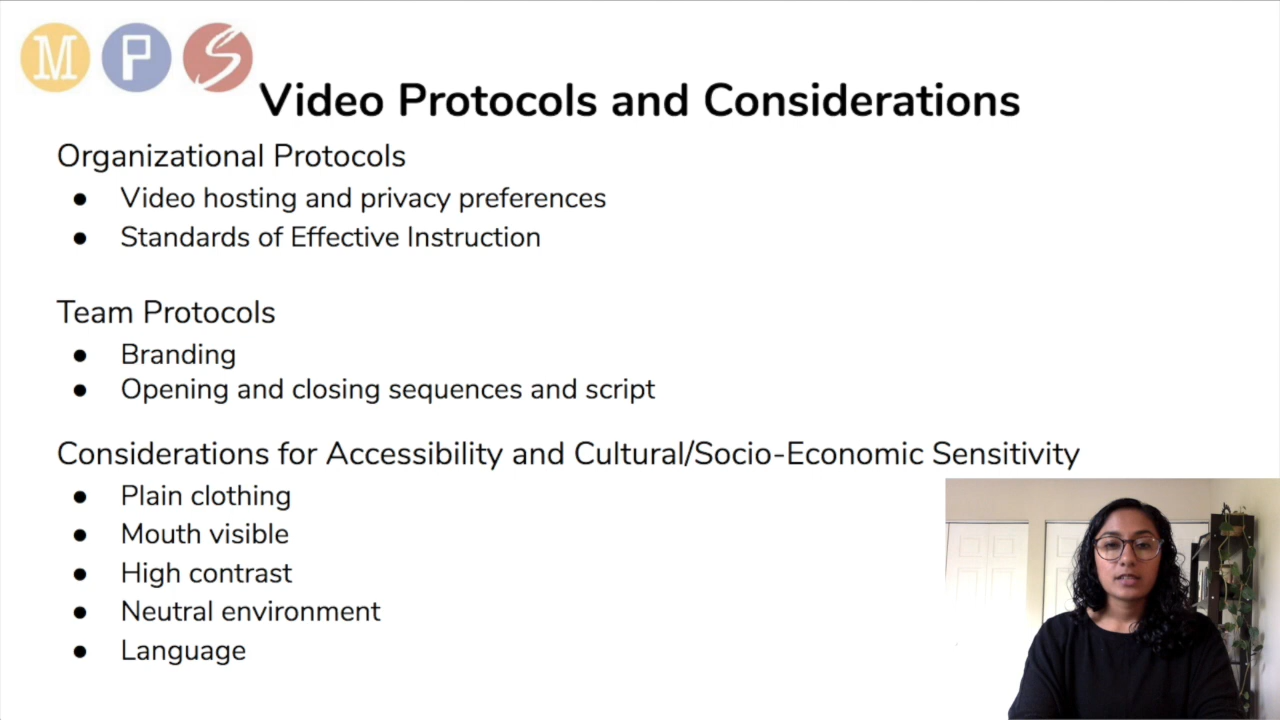 M P S
Video Protocols and Considerations
Organizational Protocols
● Video hosting and privacy preferences
● Standards of Effective Instruction
Team Protocols
● Branding
● Opening and closing sequences and script
Considerations for Accessibility and Cultural/Socio-Economic Sensitivity
● Plain clothing
● Mouth visible
● High contrast
● Neutral environment
● Language